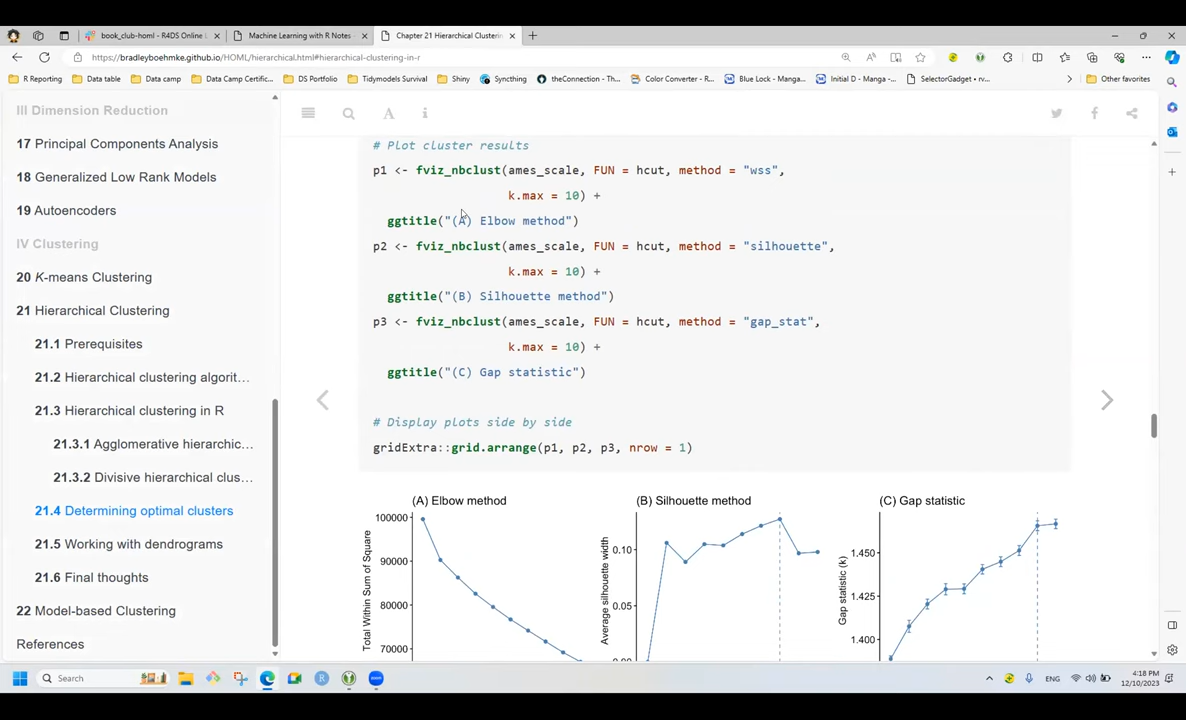 book_club-homl - R4DS Online L
Machine Learning with R Notes -
Chapter 21 Hierarchical Clusterin
https://bradleyboehmke.github.io/HOML/hierarchical.html#hierarchical-clustering-in-r
R Reporting
Data table
Data camp
Data Camp Certific...
DS Portfolio
Tidymodels Survival
Shiny
Syncthing
theConnection - Th...
Color Converter - R...
Blue Lock - Manga...
Initial D - Manga -...
SelectorGadget • rv...
Other favorites
III Dimension Reduction
17 Principal Components Analysis
18 Generalized Low Rank Models
19 Autoencoders
IV Clustering
20 K-means Clustering
21 Hierarchical Clustering
21.1 Prerequisites
21.2 Hierarchical clustering algorit...
21.3 Hierarchical clustering in R
21.3.1 Agglomerative hierarchic...
21.3.2 Divisive hierarchical clus...
21.4 Determining optimal clusters
21.5 Working with dendrograms
21.6 Final thoughts
22 Model-based Clustering
References
# Plot cluster results
p1 <- fviz_nbclust(ames_scale, FUN = hcut, method = "wss",
k.max = 10) +
ggtitle("(A) Elbow method")
p2 <- fviz_nbclust(ames_scale, FUN = hcut, method = "silhouette",
k.max = 10) +
ggtitle("(B) Silhouette method")
p3 <- fviz_nbclust(ames_scale, FUN = hcut, method = "gap_stat",
k.max = 10) +
ggtitle("(C) Gap statistic")
# Display plots side by side
gridExtra::grid.arrange(p1, p2, p3, nrow = 1)
(A) Elbow method
100000
90000
80000
70000
Total Within Sum of Square
(B) Silhouette method
0.10
0.05
0.00
Average silhouette width
(C) Gap statistic
1.450
1.425
1.400
Gap statistic (k)
Search
ENG
4:18 PM
12/10/2023